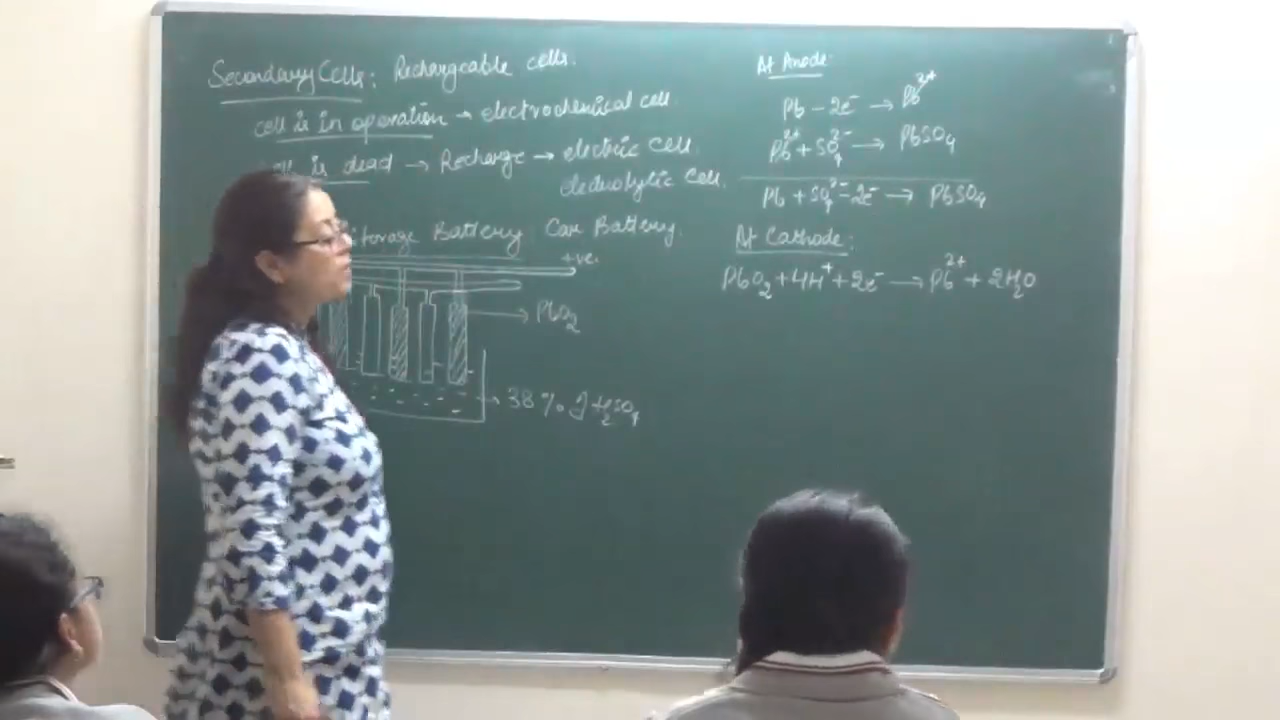 Secondary Cells: Rechargeable cells.
cell is in operation → electrochemical cell.
is dead → Recharge → electric cell.
electrolytic cell.
Storage Battery Car Battery.
+ve.
PbO₂
38 % of H₂SO₄
At Anode:
Pb − 2e⁻ → Pb²⁺
Pb²⁺ + SO₄²⁻ → PbSO₄
Pb + SO₄²⁻ − 2e⁻ → PbSO₄
At Cathode:
PbO₂ + 4H⁺ + 2e⁻ → Pb²⁺ + 2H₂O